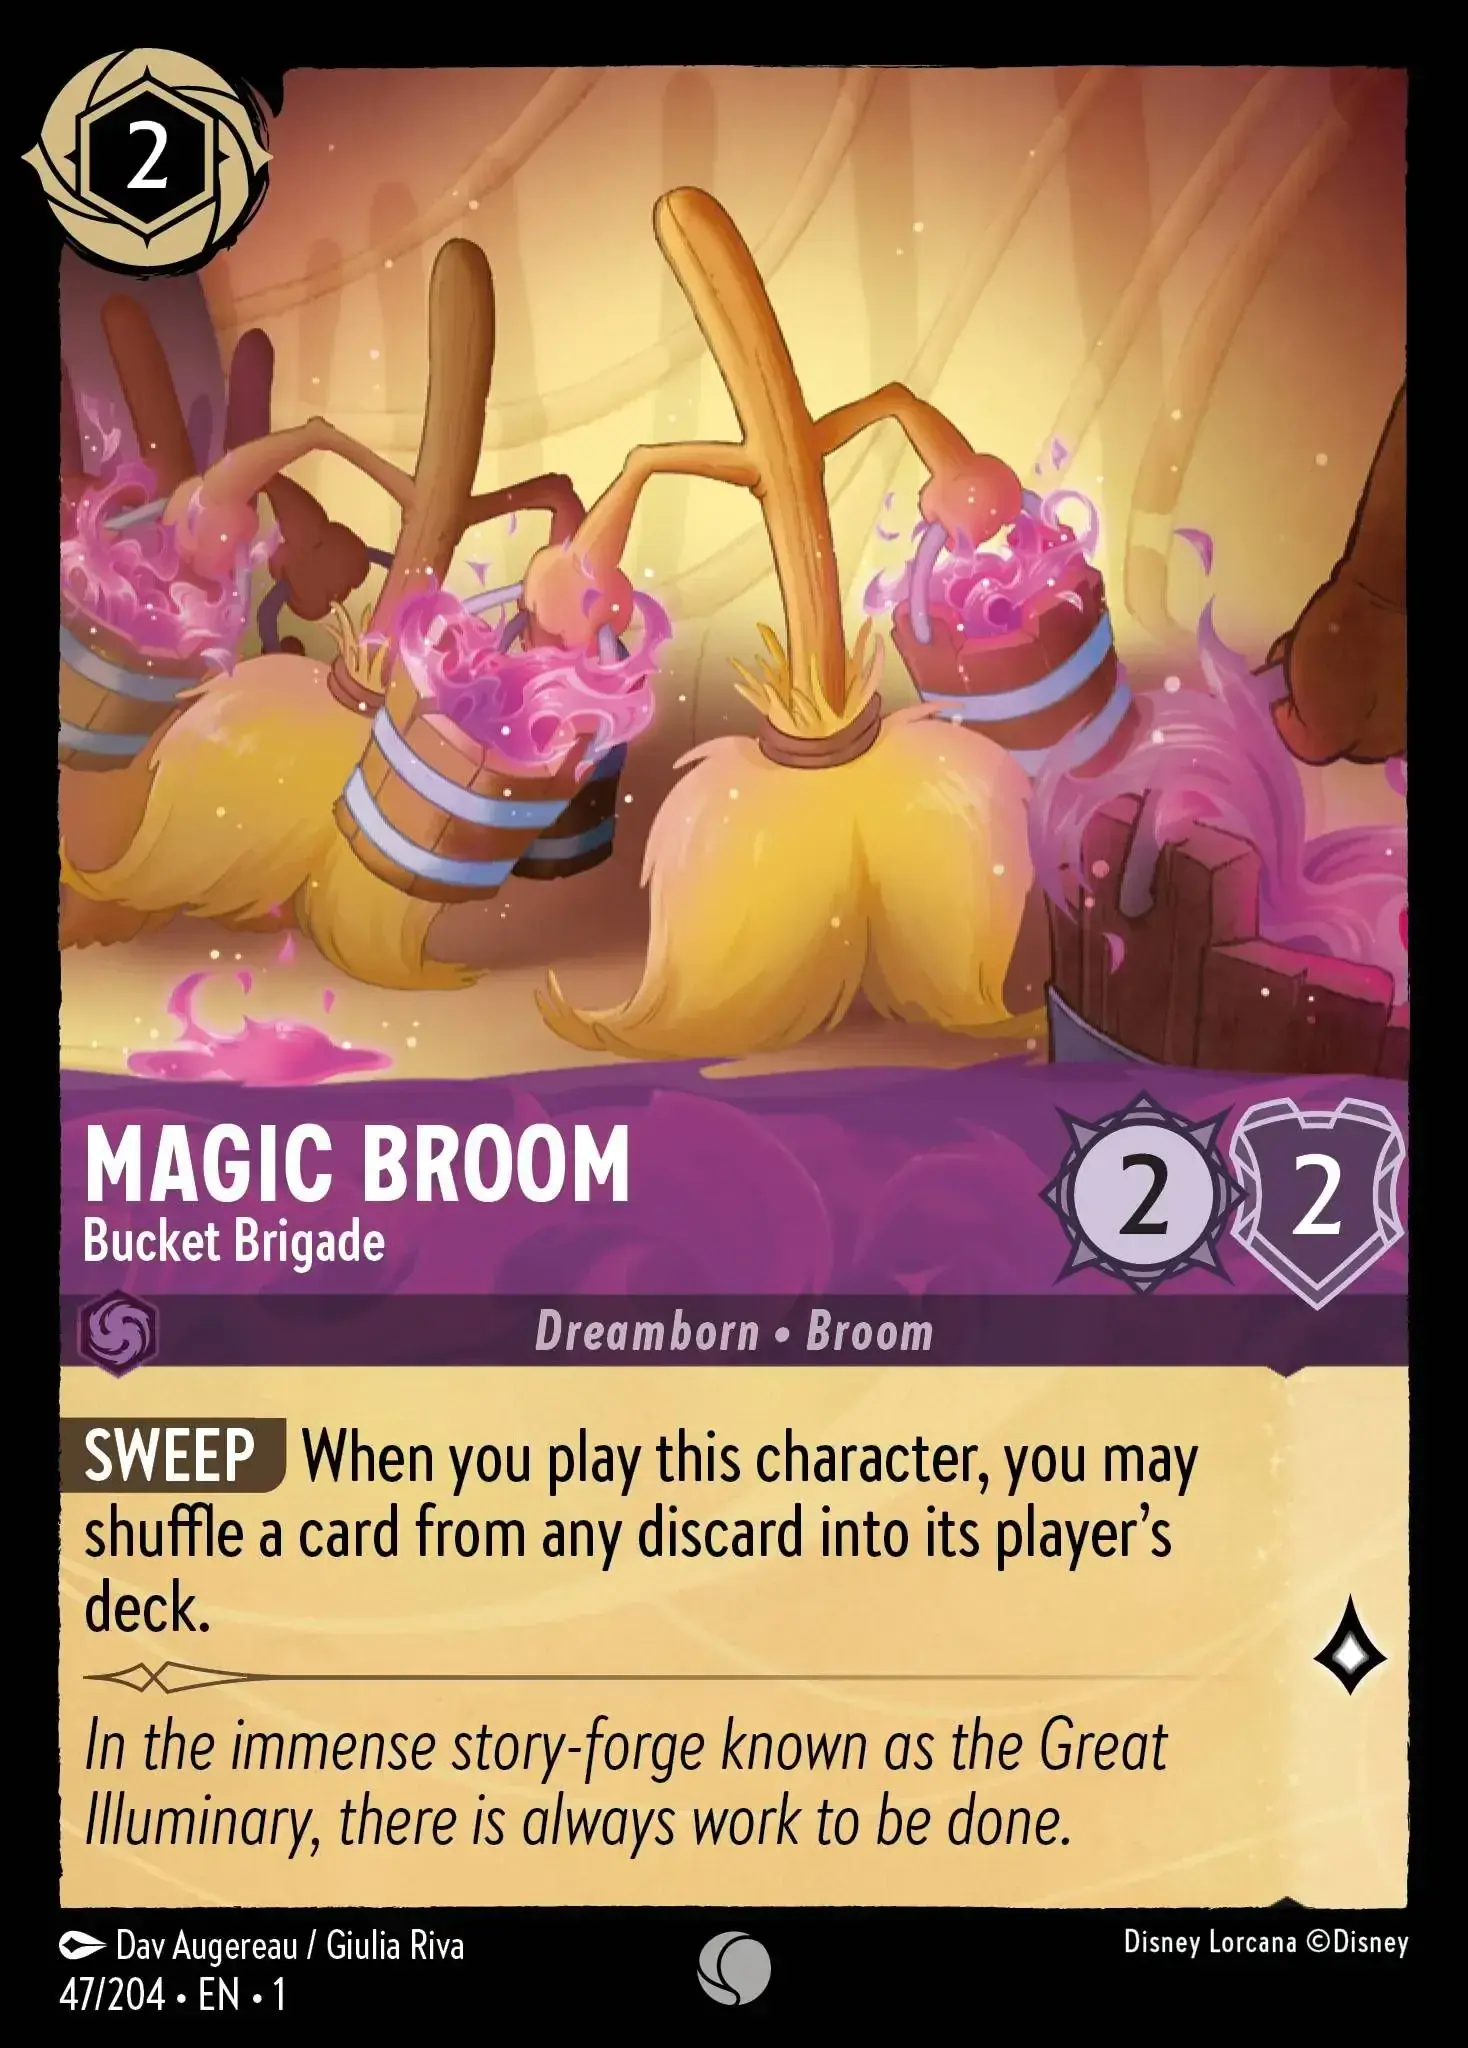 2
MAGIC BROOM
Bucket Brigade
2 2
Dreamborn • Broom
SWEEP When you play this character, you may
shuffle a card from any discard into its player’s
deck.
In the immense story-forge known as the Great
Illuminary, there is always work to be done.
Dav Augereau / Giulia Riva
Disney Lorcana ©Disney
47/204 • EN • 1